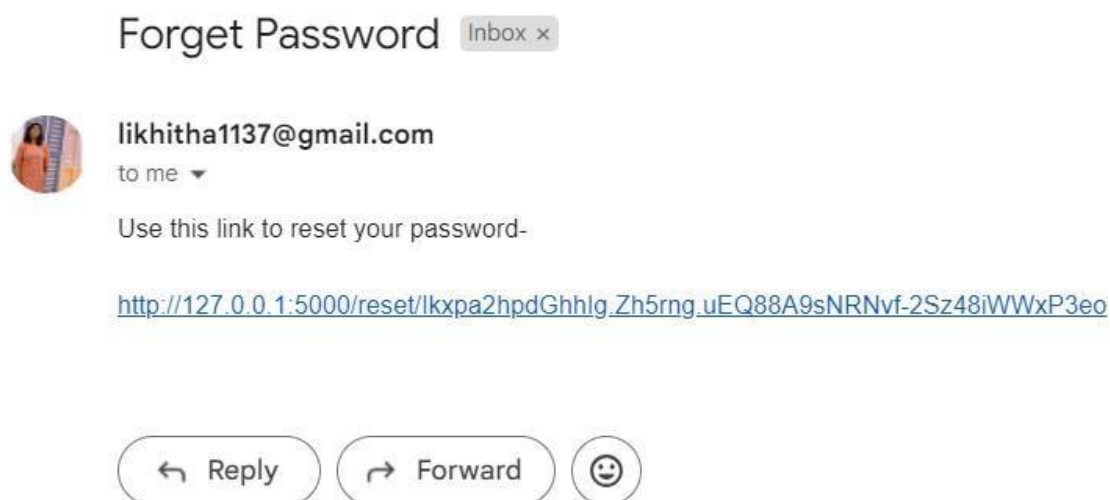 Forget Password Inbox ×
likhitha1137@gmail.com
to me
Use this link to reset your password-
http://127.0.0.1:5000/reset/Ikxpa2hpdGhhIg.Zh5rng.uEQ88A9sNRNvf-2Sz48iWWxP3eo
Reply Forward